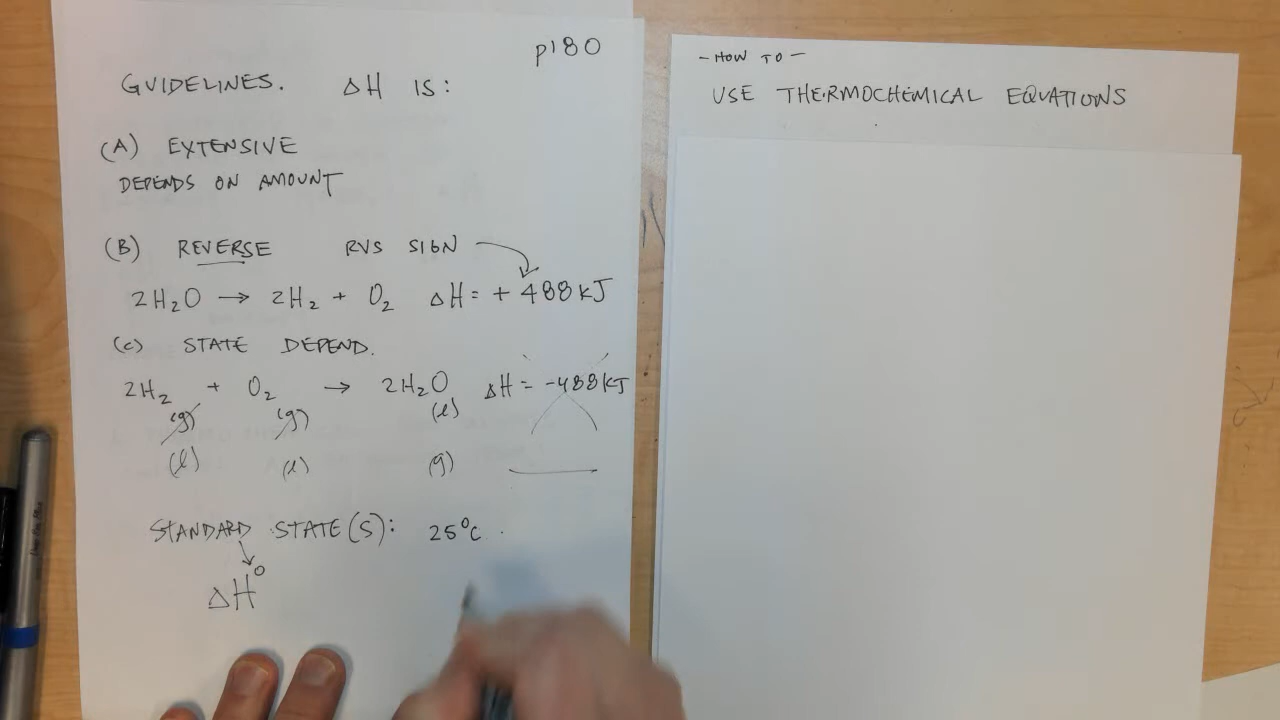 p180
GUIDELINES. ΔH IS:
(A) EXTENSIVE
DEPENDS ON AMOUNT
(B) REVERSE RVS SIGN
2H₂O → 2H₂ + O₂ ΔH = + 488 kJ
(c) STATE DEPEND.
2H₂ + O₂ → 2H₂O ΔH = -488 kJ
(g) (g) (l)
(l) (l) (g)
STANDARD STATE(S): 25°C
ΔH°
- HOW TO -
USE THERMOCHEMICAL EQUATIONS